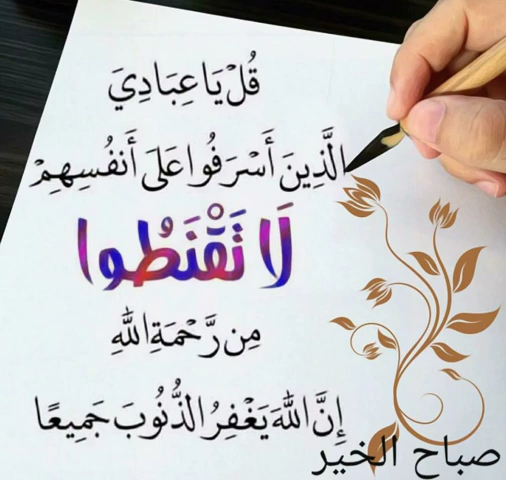 قُلْ يَا عِبَادِيَ
الَّذِينَ أَسْرَفُوا عَلَى أَنفُسِهِمْ
لَا تَقْنَطُوا
مِن رَّحْمَةِ اللَّهِ
إِنَّ اللَّهَ يَغْفِرُ الذُّنُوبَ جَمِيعًا
صباح الخير